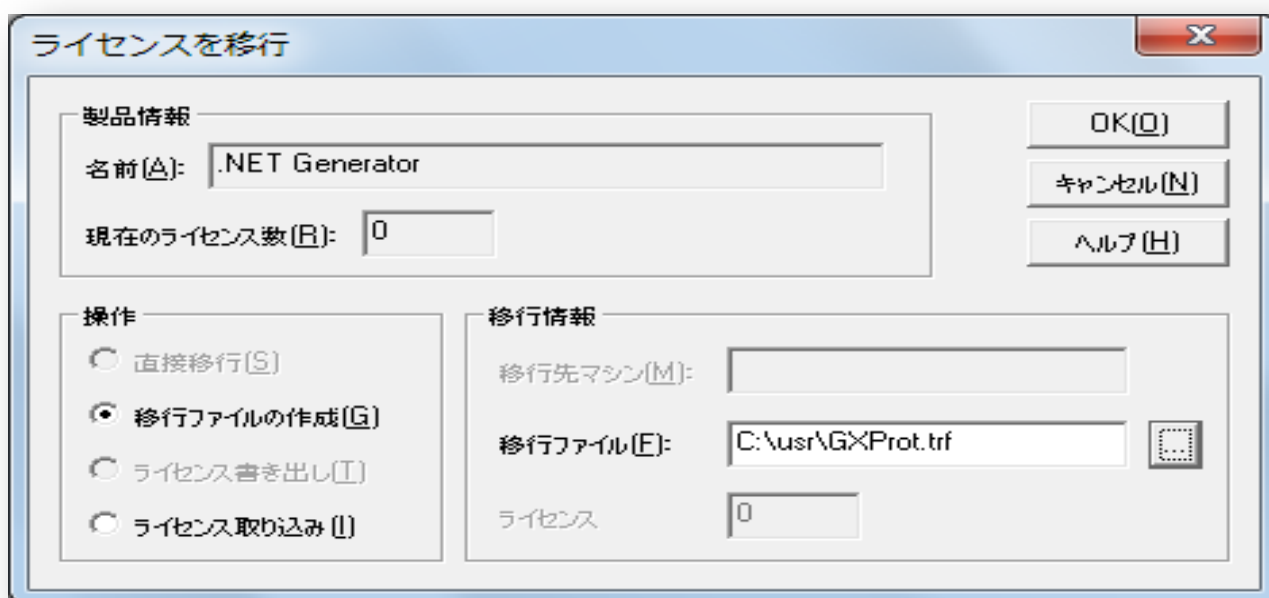 ライセンスを移行
製品情報
名前(A): .NET Generator
現在のライセンス数(R): 0
OK(O)
キャンセル(N)
ヘルプ(H)
操作
直接移行(S)
移行ファイルの作成(G)
ライセンス書き出し(T)
ライセンス取り込み(I)
移行情報
移行先マシン(M):
移行ファイル(F): C:\usr\GXProt.trf ...
ライセンス 0